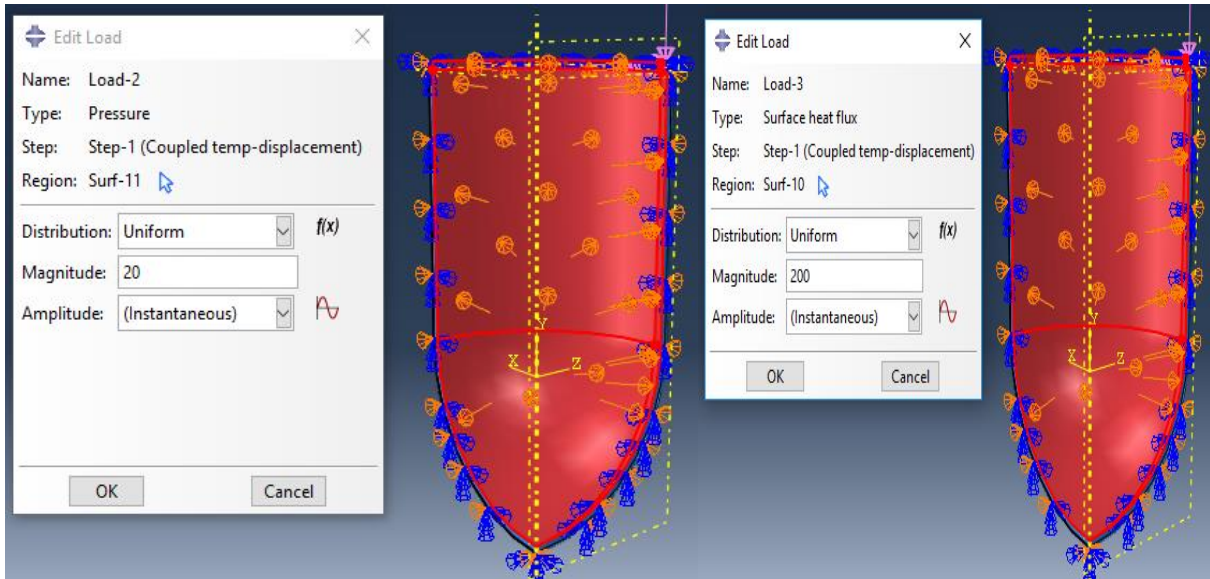 Edit Load
Name: Load-2
Type: Pressure
Step: Step-1 (Coupled temp-displacement)
Region: Surf-11
Distribution: Uniform f(x)
Magnitude: 20
Amplitude: (Instantaneous)
OK Cancel
Y
X Z
Edit Load X
Name: Load-3
Type: Surface heat flux
Step: Step-1 (Coupled temp-displacement)
Region: Surf-10
Distribution: Uniform f(x)
Magnitude: 200
Amplitude: (Instantaneous)
OK Cancel
Y
X Z